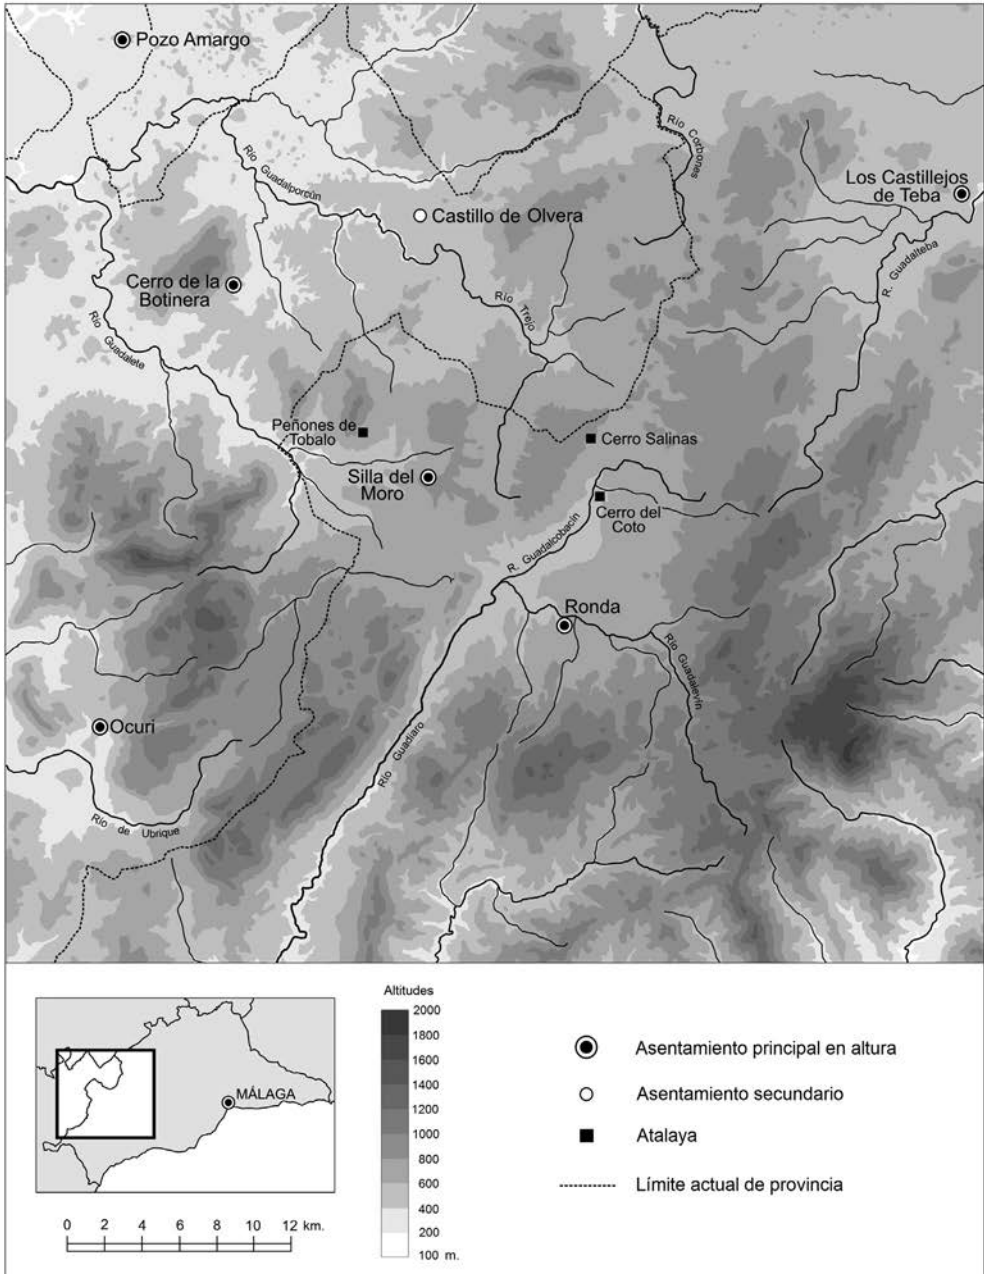 Pozo Amargo
Río Corbones
Río Guadalporcún
Los Castillejos
de Teba
Castillo de Olvera
R. Guadalteba
Cerro de la
Botinera
Río Trejo
Río Guadalete
Peñones de
Tobalo
Cerro Salinas
Silla del
Moro
Cerro del
Coto
R. Guadalcobacín
Ronda
Río Guadalevín
Ocuri
Río Guadiaro
Río de Ubrique
Altitudes
2000
1800
1600
1400
1200
1000
800
600
400
200
100 m.
MÁLAGA
0 2 4 6 8 10 12 km.
Asentamiento principal en altura
Asentamiento secundario
Atalaya
Límite actual de provincia